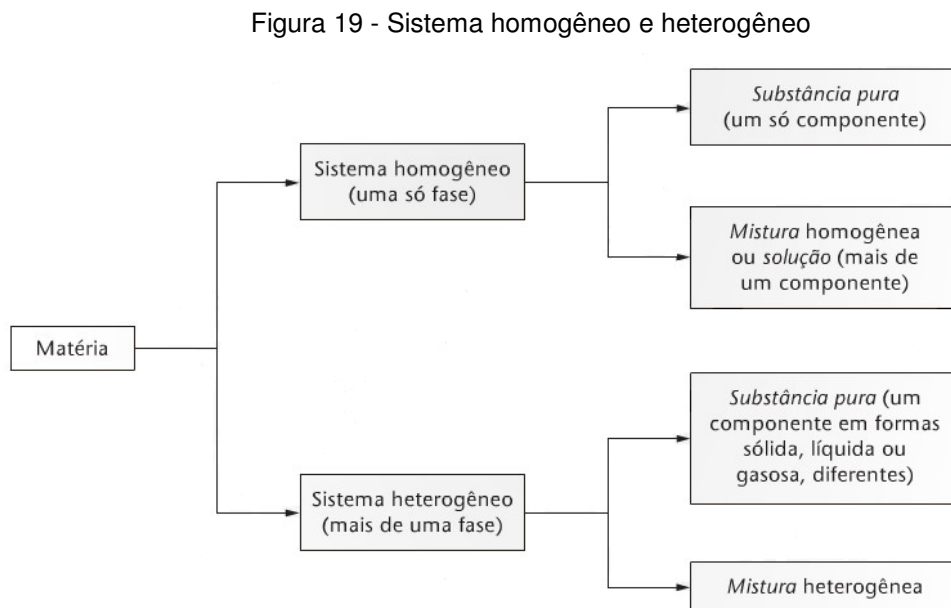 Figura 19 - Sistema homogêneo e heterogêneo
Substância pura
(um só componente)
Sistema homogêneo
(uma só fase)
Mistura homogênea
ou solução (mais de
um componente)
Matéria
Substância pura (um
componente em formas
sólida, líquida ou
gasosa, diferentes)
Sistema heterogêneo
(mais de uma fase)
Mistura heterogênea